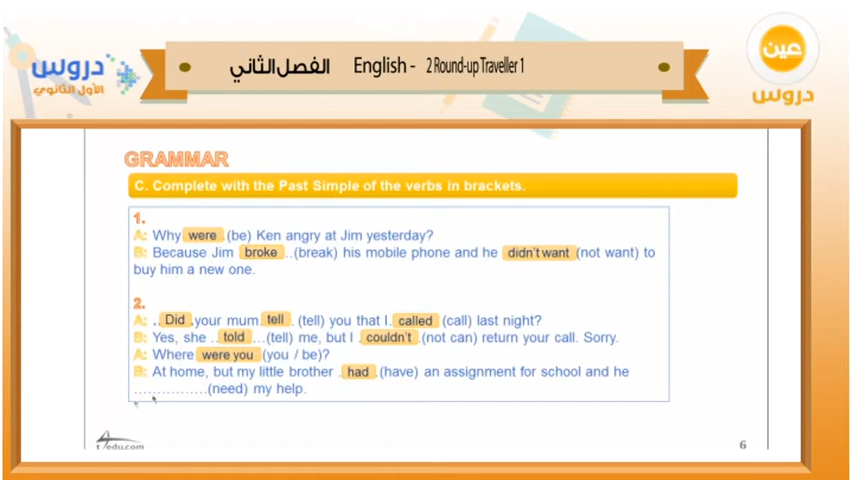 دروس
الأول الثانوي
الفصل الثاني English - 2 Round-up Traveller 1
عين
دروس
GRAMMAR
C. Complete with the Past Simple of the verbs in brackets.
1.
A: Why were .(be) Ken angry at Jim yesterday?
B: Because Jim broke ..(break) his mobile phone and he didn't want (not want) to
buy him a new one.
2.
A: ..Did .your mum. tell . (tell) you that I. called (call) last night?
B: Yes, she .. told ...(tell) me, but I . couldn't .(not can) return your call. Sorry.
A: Where were you (you / be)?
B: At home, but my little brother .had .(have) an assignment for school and he
................(need) my help.
t4edu.com
6